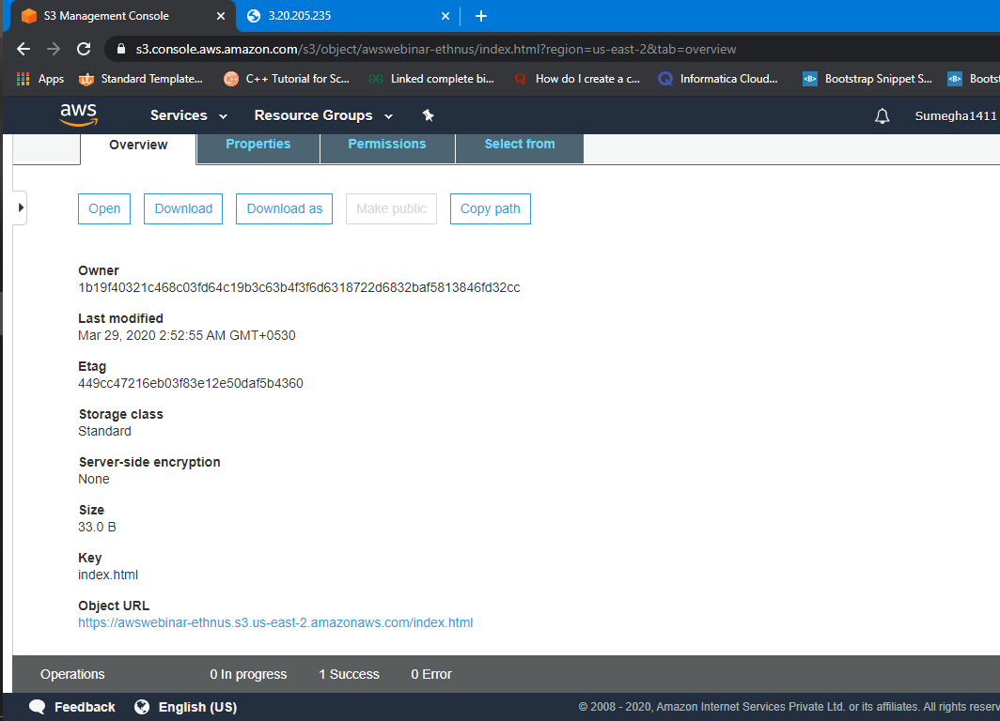 S3 Management Console
3.20.205.235
s3.console.aws.amazon.com/s3/object/awswebinar-ethnus/index.html?region=us-east-2&tab=overview
Apps Standard Template... C++ Tutorial for Sc... Linked complete bi... How do I create a c... Informatica Cloud... Bootstrap Snippet S... Boots
aws Services Resource Groups Sumegha1411
Overview Properties Permissions Select from
Open Download Download as Make public Copy path
Owner
1b19f40321c468c03fd64c19b3c63b4f3f6d6318722d6832baf5813846fd32cc
Last modified
Mar 29, 2020 2:52:55 AM GMT+0530
Etag
449cc47216eb03f83e12e50daf5b4360
Storage class
Standard
Server-side encryption
None
Size
33.0 B
Key
index.html
Object URL
https://awswebinar-ethnus.s3.us-east-2.amazonaws.com/index.html
Operations 0 In progress 1 Success 0 Error
Feedback English (US) © 2008 - 2020, Amazon Internet Services Private Ltd. or its affiliates. All rights reserv